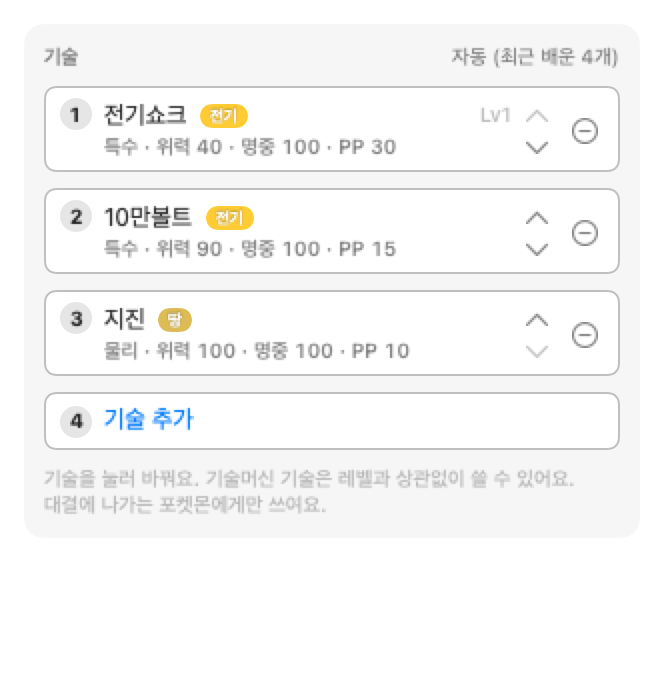 기술 자동 (최근 배운 4개)
1 전기쇼크 전기 Lv1
특수 · 위력 40 · 명중 100 · PP 30
2 10만볼트 전기
특수 · 위력 90 · 명중 100 · PP 15
3 지진 땅
물리 · 위력 100 · 명중 100 · PP 10
4 기술 추가
기술을 눌러 바꿔요. 기술머신 기술은 레벨과 상관없이 쓸 수 있어요.
대결에 나가는 포켓몬에게만 쓰여요.